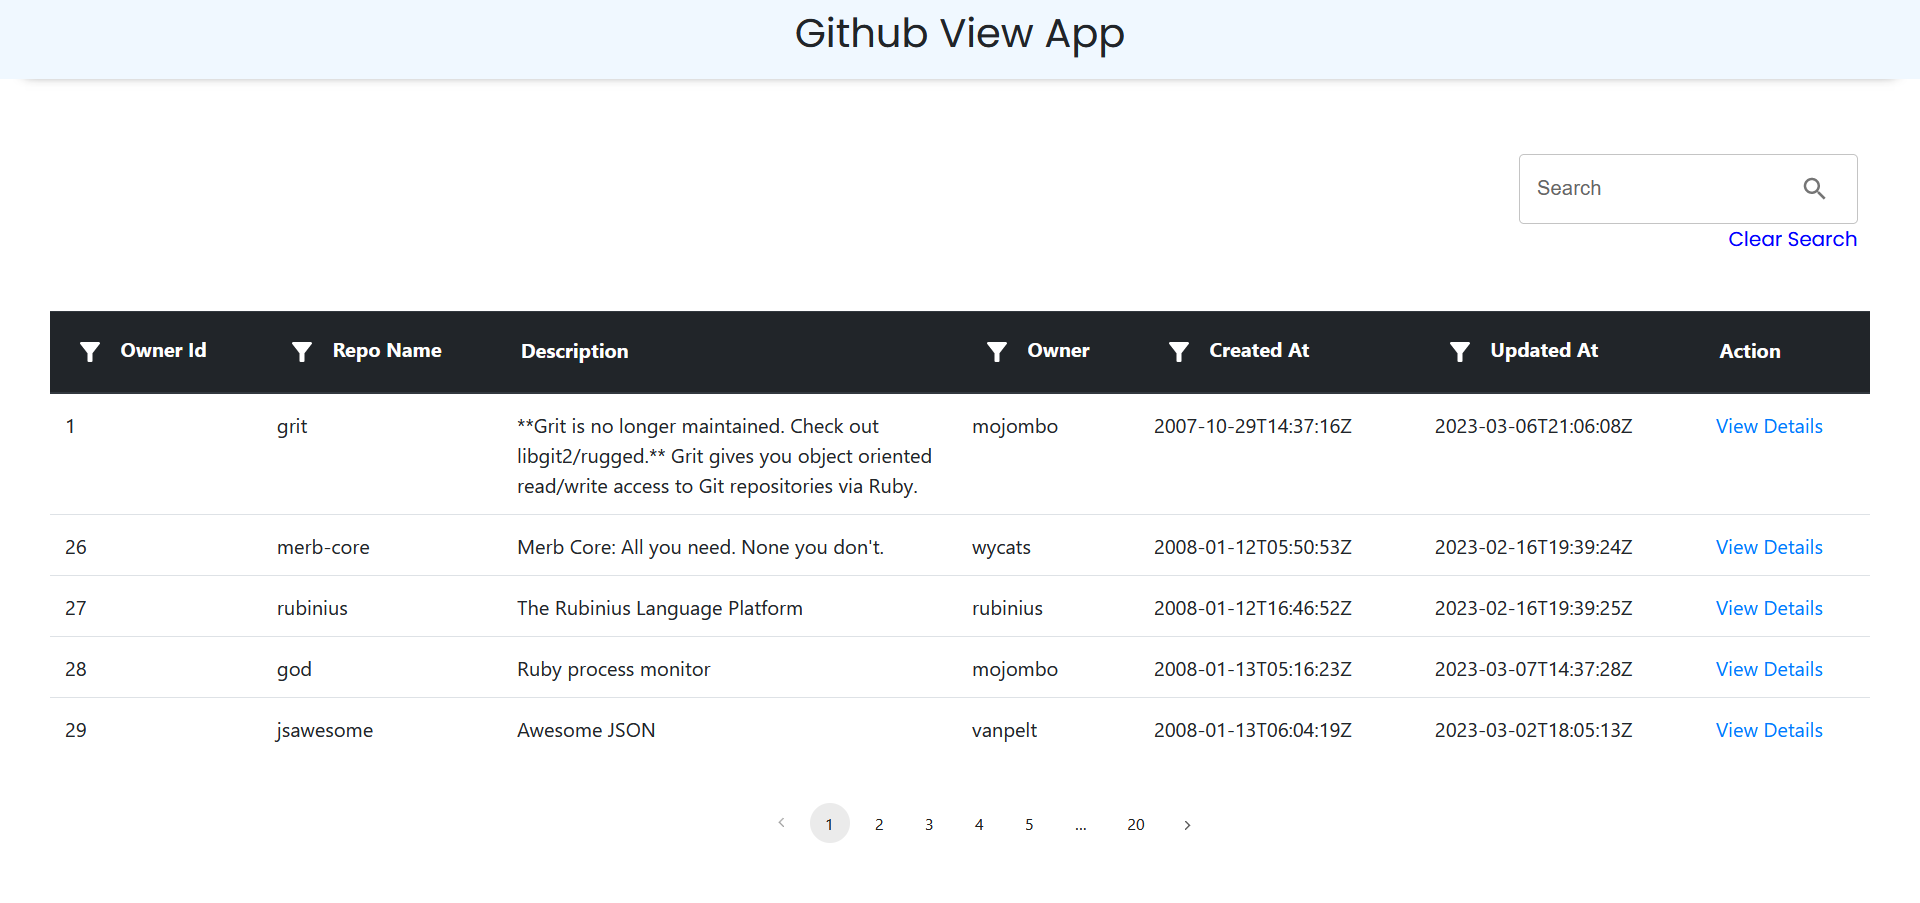 Github View App
Search
Clear Search
Owner Id Repo Name Description Owner Created At Updated At Action
1 grit **Grit is no longer maintained. Check out mojombo 2007-10-29T14:37:16Z 2023-03-06T21:06:08Z View Details
libgit2/rugged.** Grit gives you object oriented
read/write access to Git repositories via Ruby.
26 merb-core Merb Core: All you need. None you don't. wycats 2008-01-12T05:50:53Z 2023-02-16T19:39:24Z View Details
27 rubinius The Rubinius Language Platform rubinius 2008-01-12T16:46:52Z 2023-02-16T19:39:25Z View Details
28 god Ruby process monitor mojombo 2008-01-13T05:16:23Z 2023-03-07T14:37:28Z View Details
29 jsawesome Awesome JSON vanpelt 2008-01-13T06:04:19Z 2023-03-02T18:05:13Z View Details
‹ 1 2 3 4 5 ... 20 ›